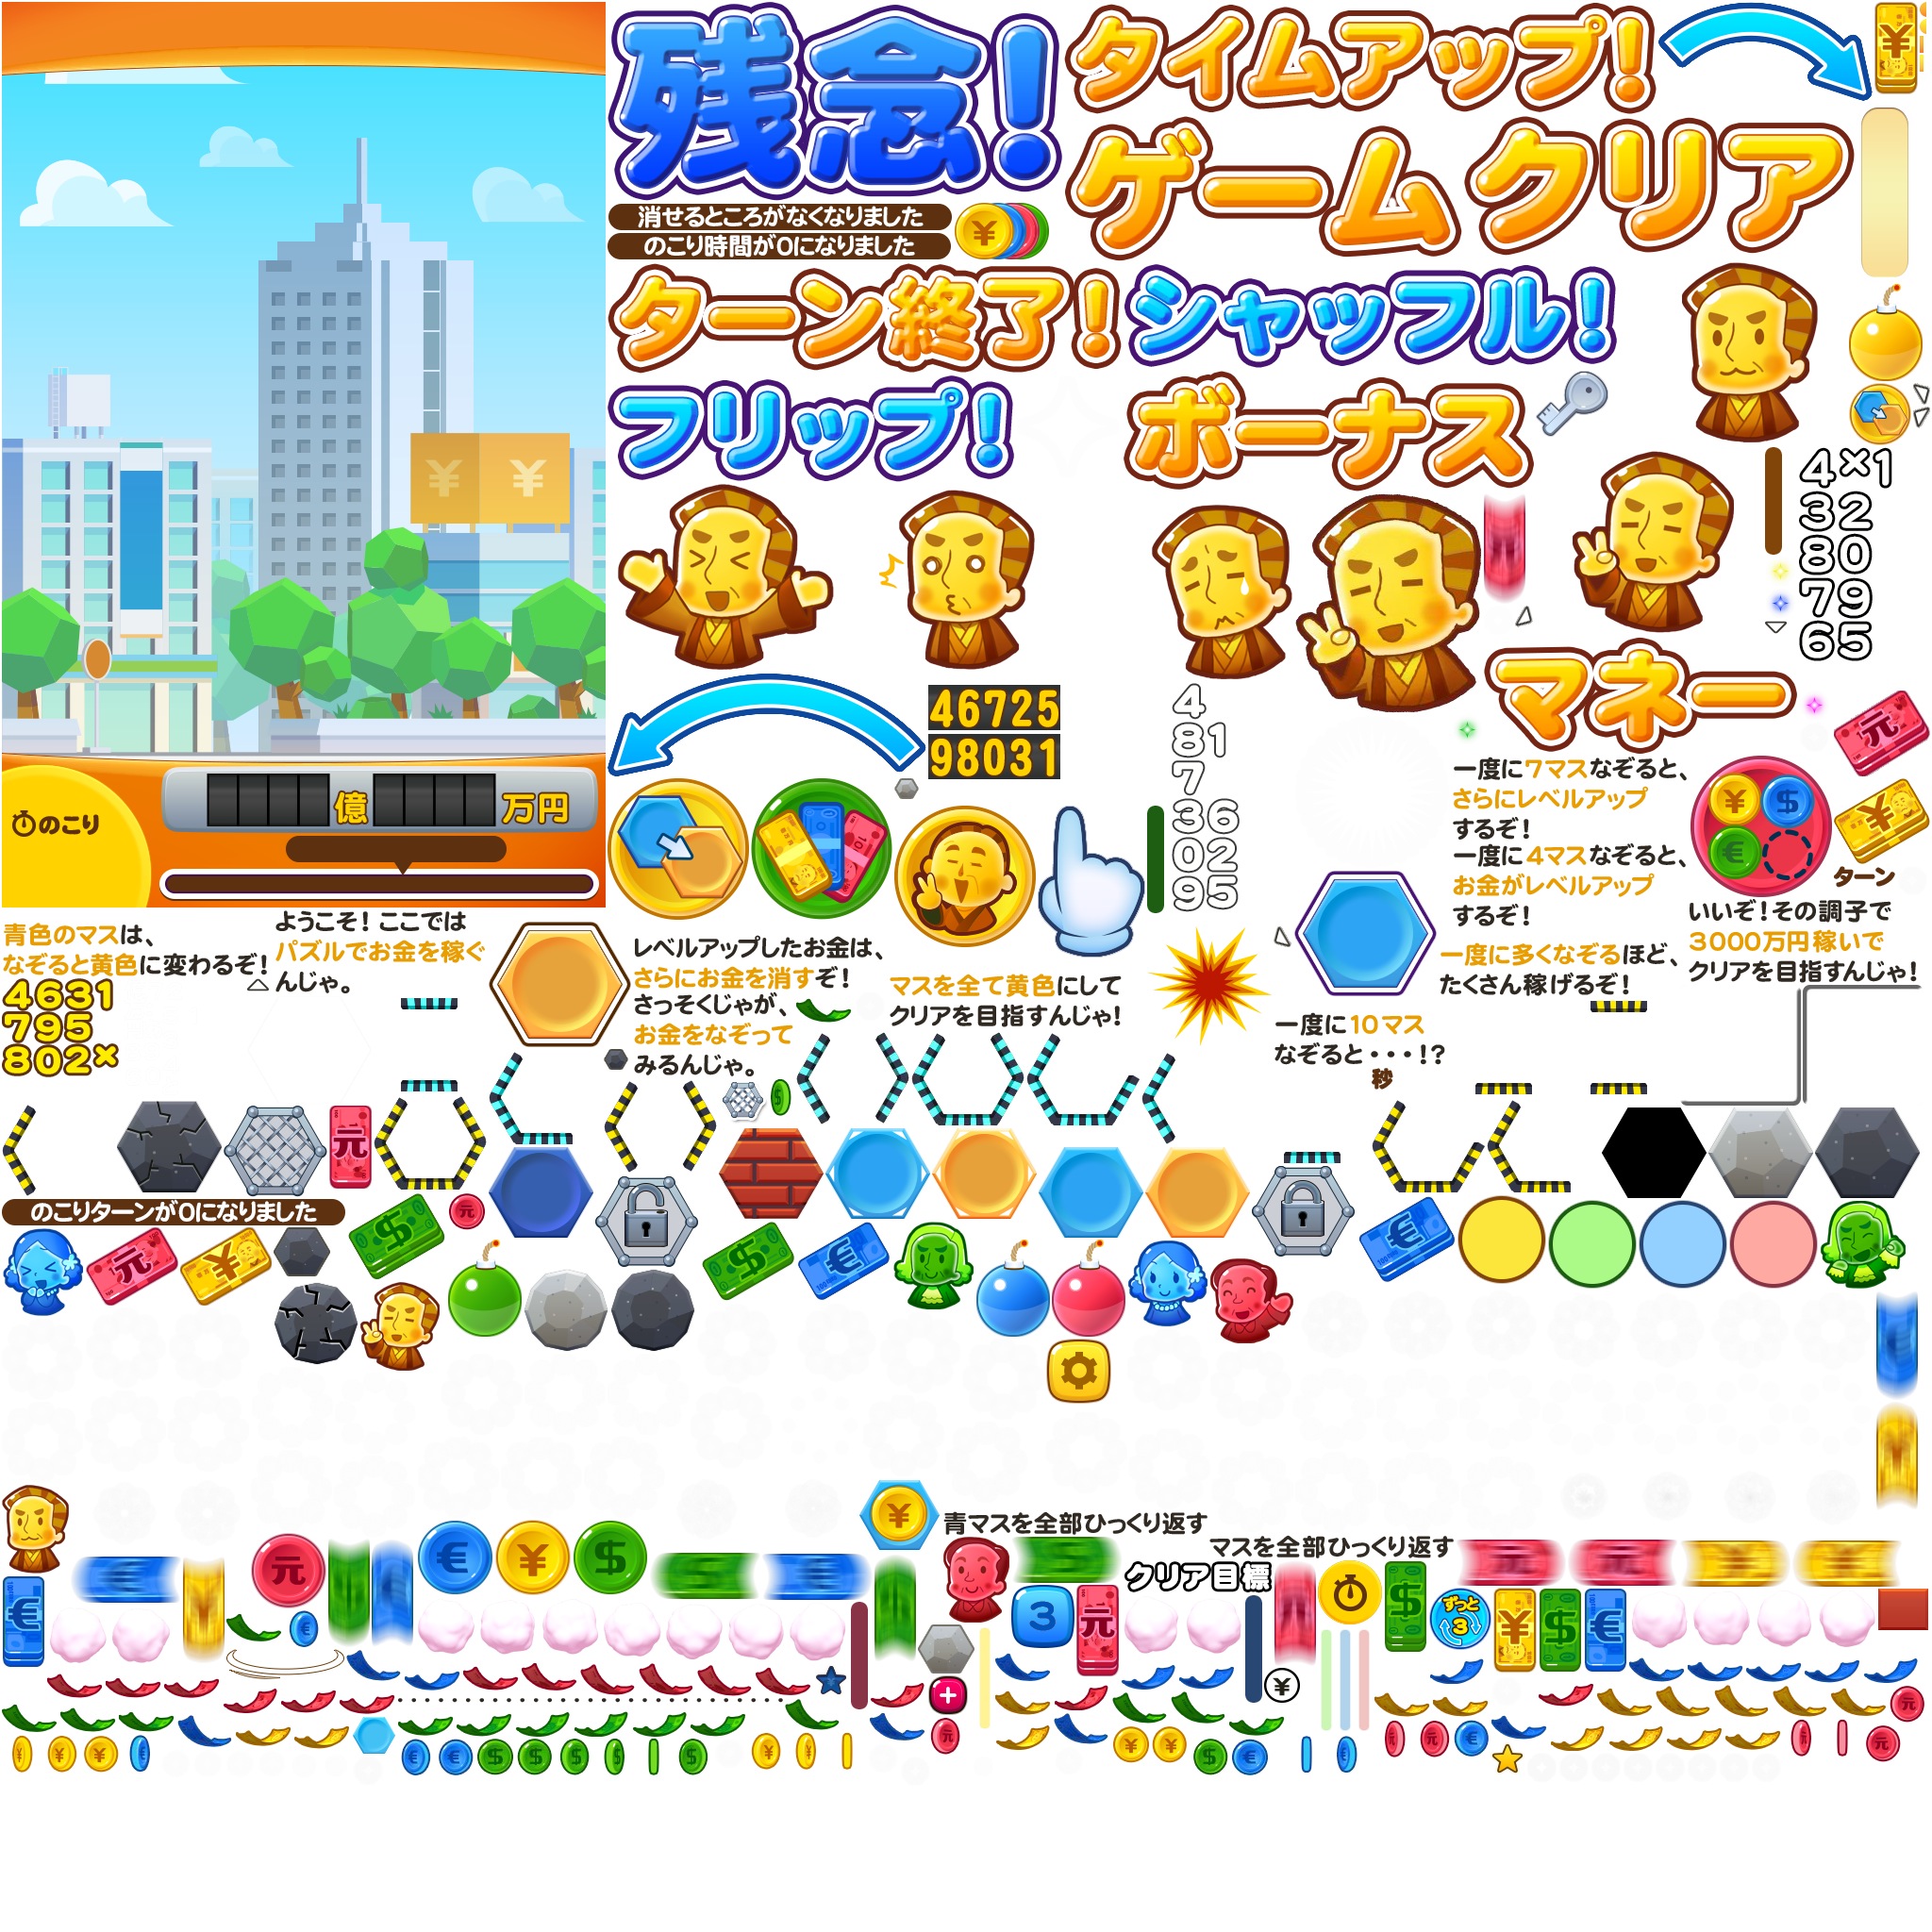 残念!
タイムアップ!
ゲームクリア
消せるところがなくなりました
のこり時間が0になりました
ターン終了!
シャッフル!
フリップ!
ボーナス
¥ ¥
4×1
32
80
79
65
マネー
46725
98031
4
81
7
36
02
95
億
万円
のこり
一度に7マスなぞると、
さらにレベルアップ
するぞ!
一度に4マスなぞると、
お金がレベルアップ
するぞ!
¥ $
€
ターン
青色のマスは、
なぞると黄色に変わるぞ!
ようこそ! ここでは
パズルでお金を稼ぐ
んじゃ。
レベルアップしたお金は、
さらにお金を消すぞ!
さっそくじゃが、
お金をなぞって
みるんじゃ。
マスを全て黄色にして
クリアを目指すんじゃ!
一度に多くなぞるほど、
たくさん稼げるぞ!
いいぞ!その調子で
3000万円稼いで
クリアを目指すんじゃ!
4631
795
802×
一度に10マス
なぞると・・・!?
秒
元
のこりターンが0になりました
元 ¥ $ 元 $ € €
青マスを全部ひっくり返す
マスを全部ひっくり返す
クリア目標
元 € ¥ $ ¥
€ 3 元 $ ずっと3 ¥ $ €
¥